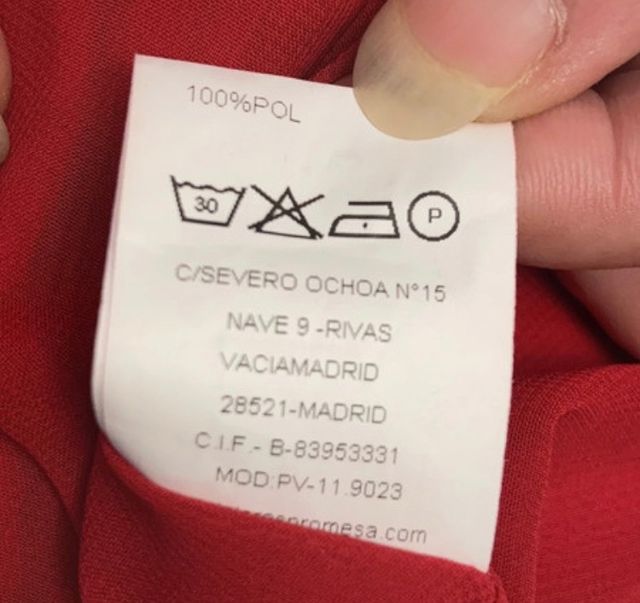 100%POL
30 P
C/SEVERO OCHOA Nº15
NAVE 9 -RIVAS
VACIAMADRID
28521-MADRID
C.I.F.- B-83953331
MOD:PV-11.9023